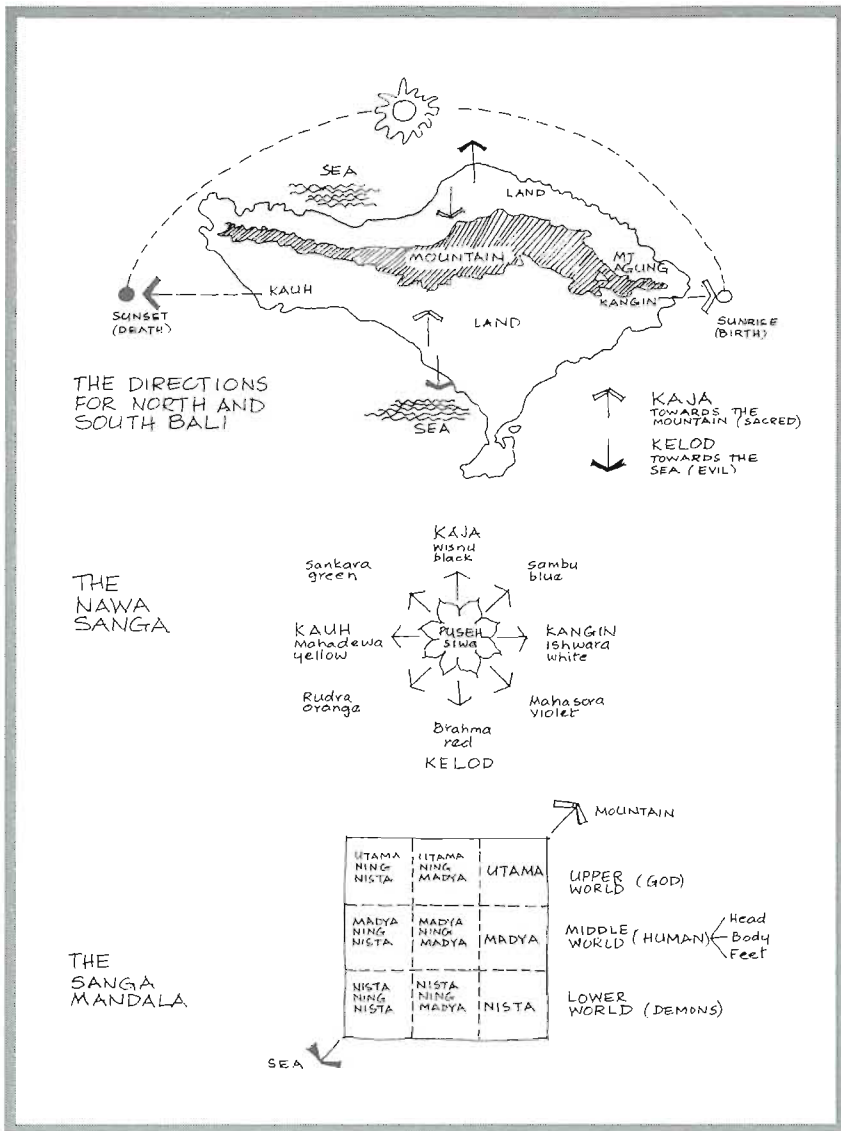 SEA
LAND
MOUNTAIN
MT
AGUNG
KAUH
KANGIN
SUNSET
(DEATH)
LAND
SUNRISE
(BIRTH)
THE DIRECTIONS
FOR NORTH AND
SOUTH BALI
SEA
KAJA
TOWARDS THE
MOUNTAIN (SACRED)
KELOD
TOWARDS THE
SEA (EVIL)
THE
NAWA
SANGA
KAJA
Wisnu
black
Sankara
green
Sambu
blue
KAUH
Mahadewa
yellow
PUSEH
SIWA
KANGIN
Ishwara
white
Rudra
orange
Mahasora
violet
Brahma
red
KELOD
THE
SANGA
MANDALA
MOUNTAIN
UTAMA
NING
NISTA
UTAMA
NING
MADYA
UTAMA
UPPER
WORLD (GOD)
MADYA
NING
NISTA
MADYA
NING
MADYA
MADYA
MIDDLE
WORLD (HUMAN)
Head
Body
Feet
NISTA
NING
NISTA
NISTA
NING
MADYA
NISTA
LOWER
WORLD (DEMONS)
SEA